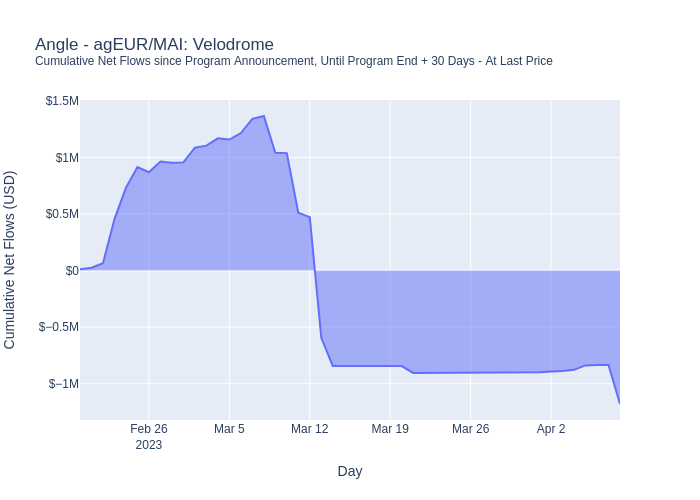 Angle - agEUR/MAI: Velodrome
Cumulative Net Flows since Program Announcement, Until Program End + 30 Days - At Last Price
Cumulative Net Flows (USD)
$1.5M
$1M
$0.5M
$0
$−0.5M
$−1M
Feb 26
2023
Mar 5
Mar 12
Mar 19
Mar 26
Apr 2
Day